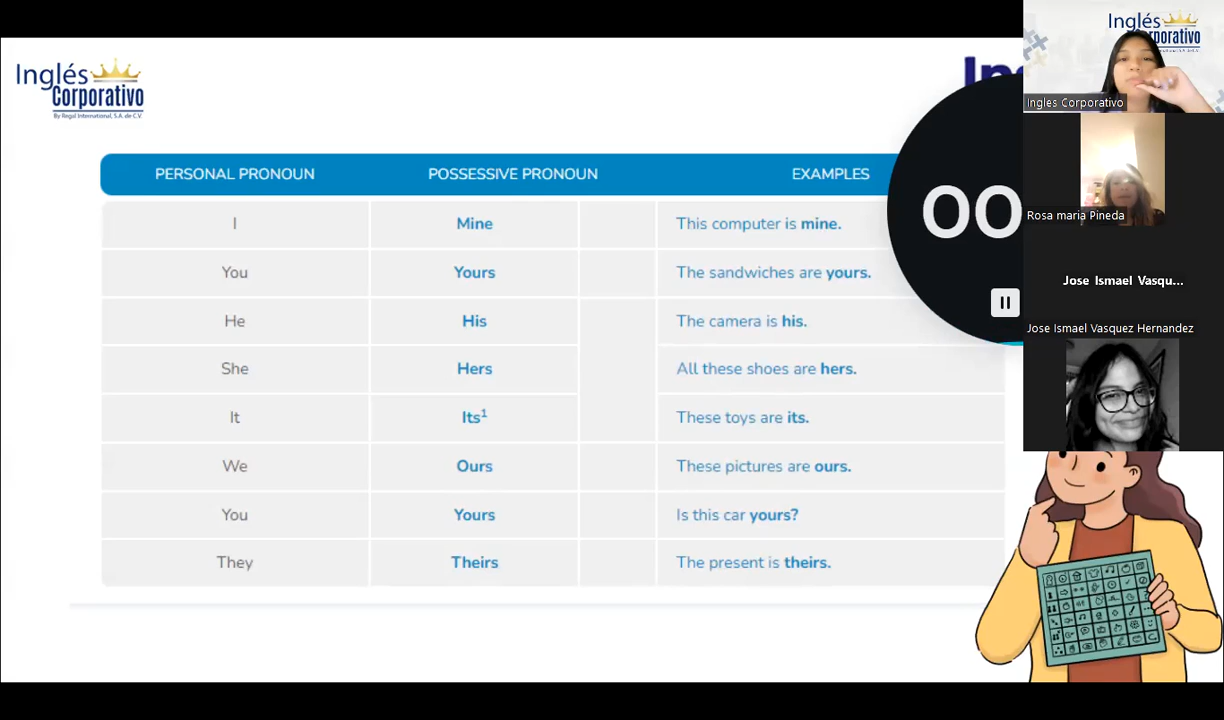 Inglés
Corporativo
By Regal International, S.A. de C.V.
PERSONAL PRONOUN POSSESSIVE PRONOUN EXAMPLES
I Mine This computer is mine.
You Yours The sandwiches are yours.
He His The camera is his.
She Hers All these shoes are hers.
It Its1 These toys are its.
We Ours These pictures are ours.
You Yours Is this car yours?
They Theirs The present is theirs.
00
Inglés
Ingles Corporativo
Rosa maria Pineda
Jose Ismael Vasqu...
Jose Ismael Vasquez Hernandez